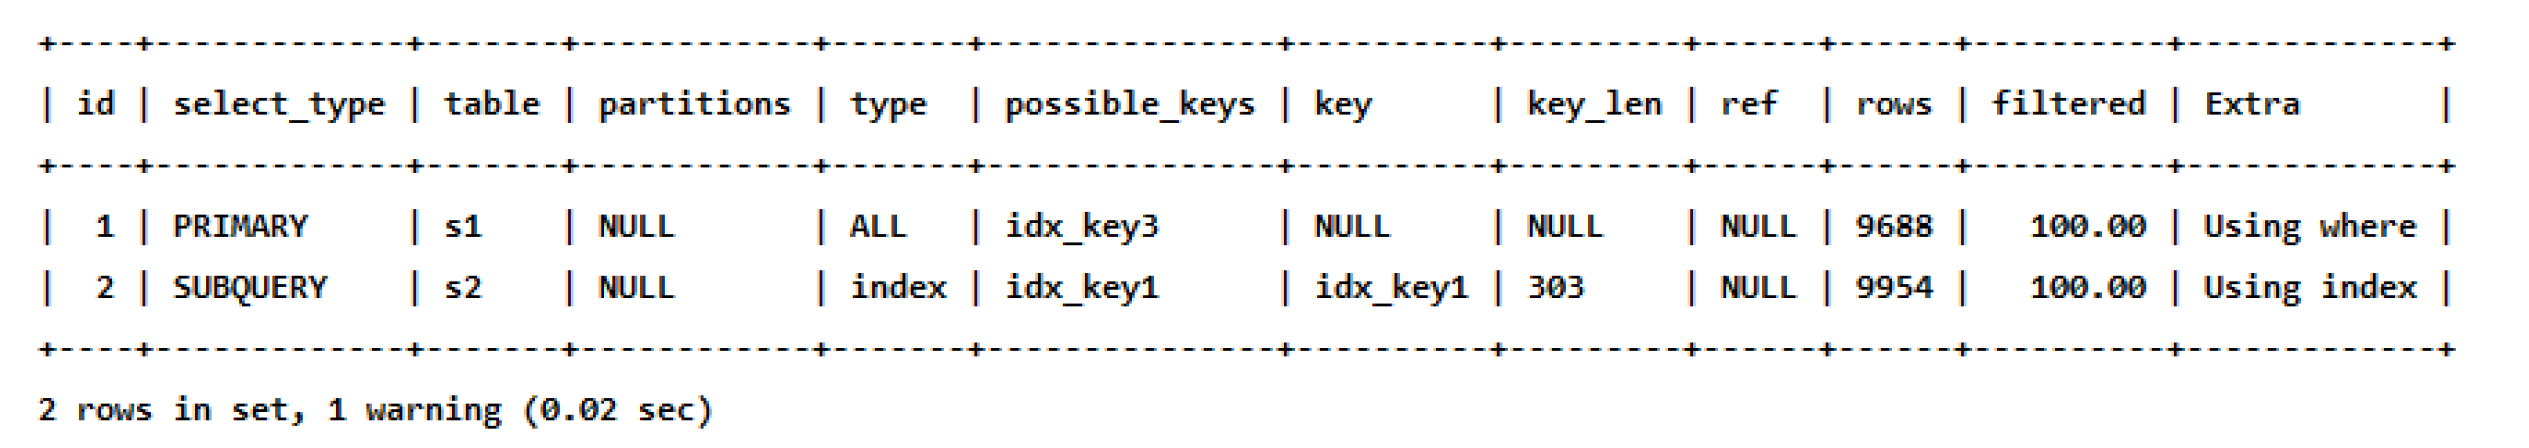 +----+-------------+-------+------------+-------+---------------+----------+---------+------+------+----------+-------------+
| id | select_type | table | partitions | type  | possible_keys | key      | key_len | ref  | rows | filtered | Extra       |
+----+-------------+-------+------------+-------+---------------+----------+---------+------+------+----------+-------------+
|  1 | PRIMARY     | s1    | NULL       | ALL   | idx_key3      | NULL     | NULL    | NULL | 9688 |   100.00 | Using where |
|  2 | SUBQUERY    | s2    | NULL       | index | idx_key1      | idx_key1 | 303     | NULL | 9954 |   100.00 | Using index |
+----+-------------+-------+------------+-------+---------------+----------+---------+------+------+----------+-------------+
2 rows in set, 1 warning (0.02 sec)